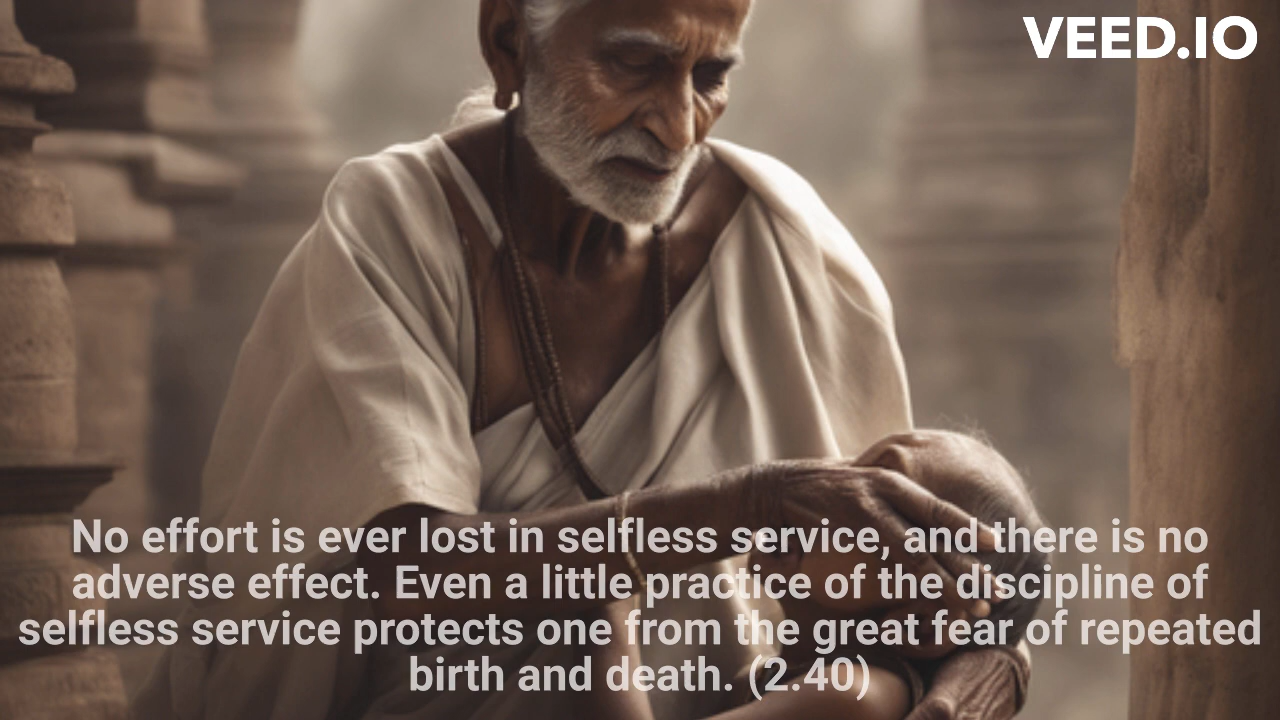 VEED.IO
No effort is ever lost in selfless service, and there is no
adverse effect. Even a little practice of the discipline of
selfless service protects one from the great fear of repeated
birth and death. (2.40)